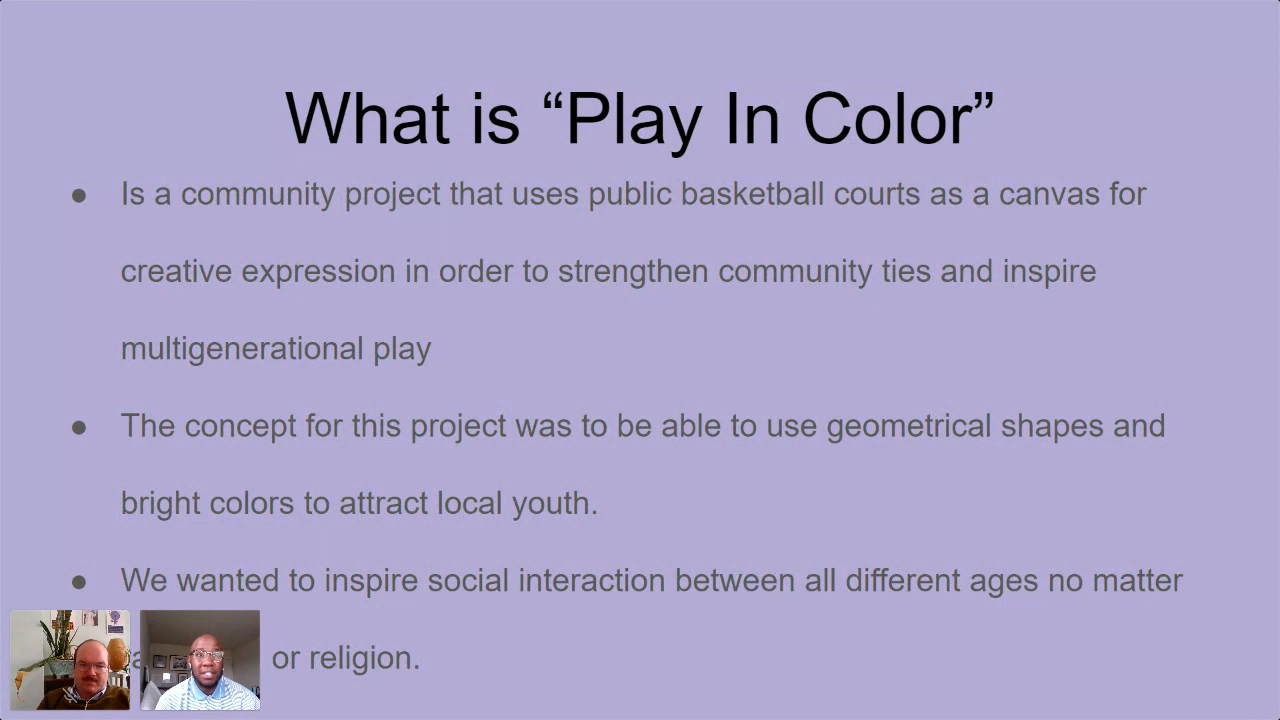 What is “Play In Color”
● Is a community project that uses public basketball courts as a canvas for
creative expression in order to strengthen community ties and inspire
multigenerational play
● The concept for this project was to be able to use geometrical shapes and
bright colors to attract local youth.
● We wanted to inspire social interaction between all different ages no matter
or religion.